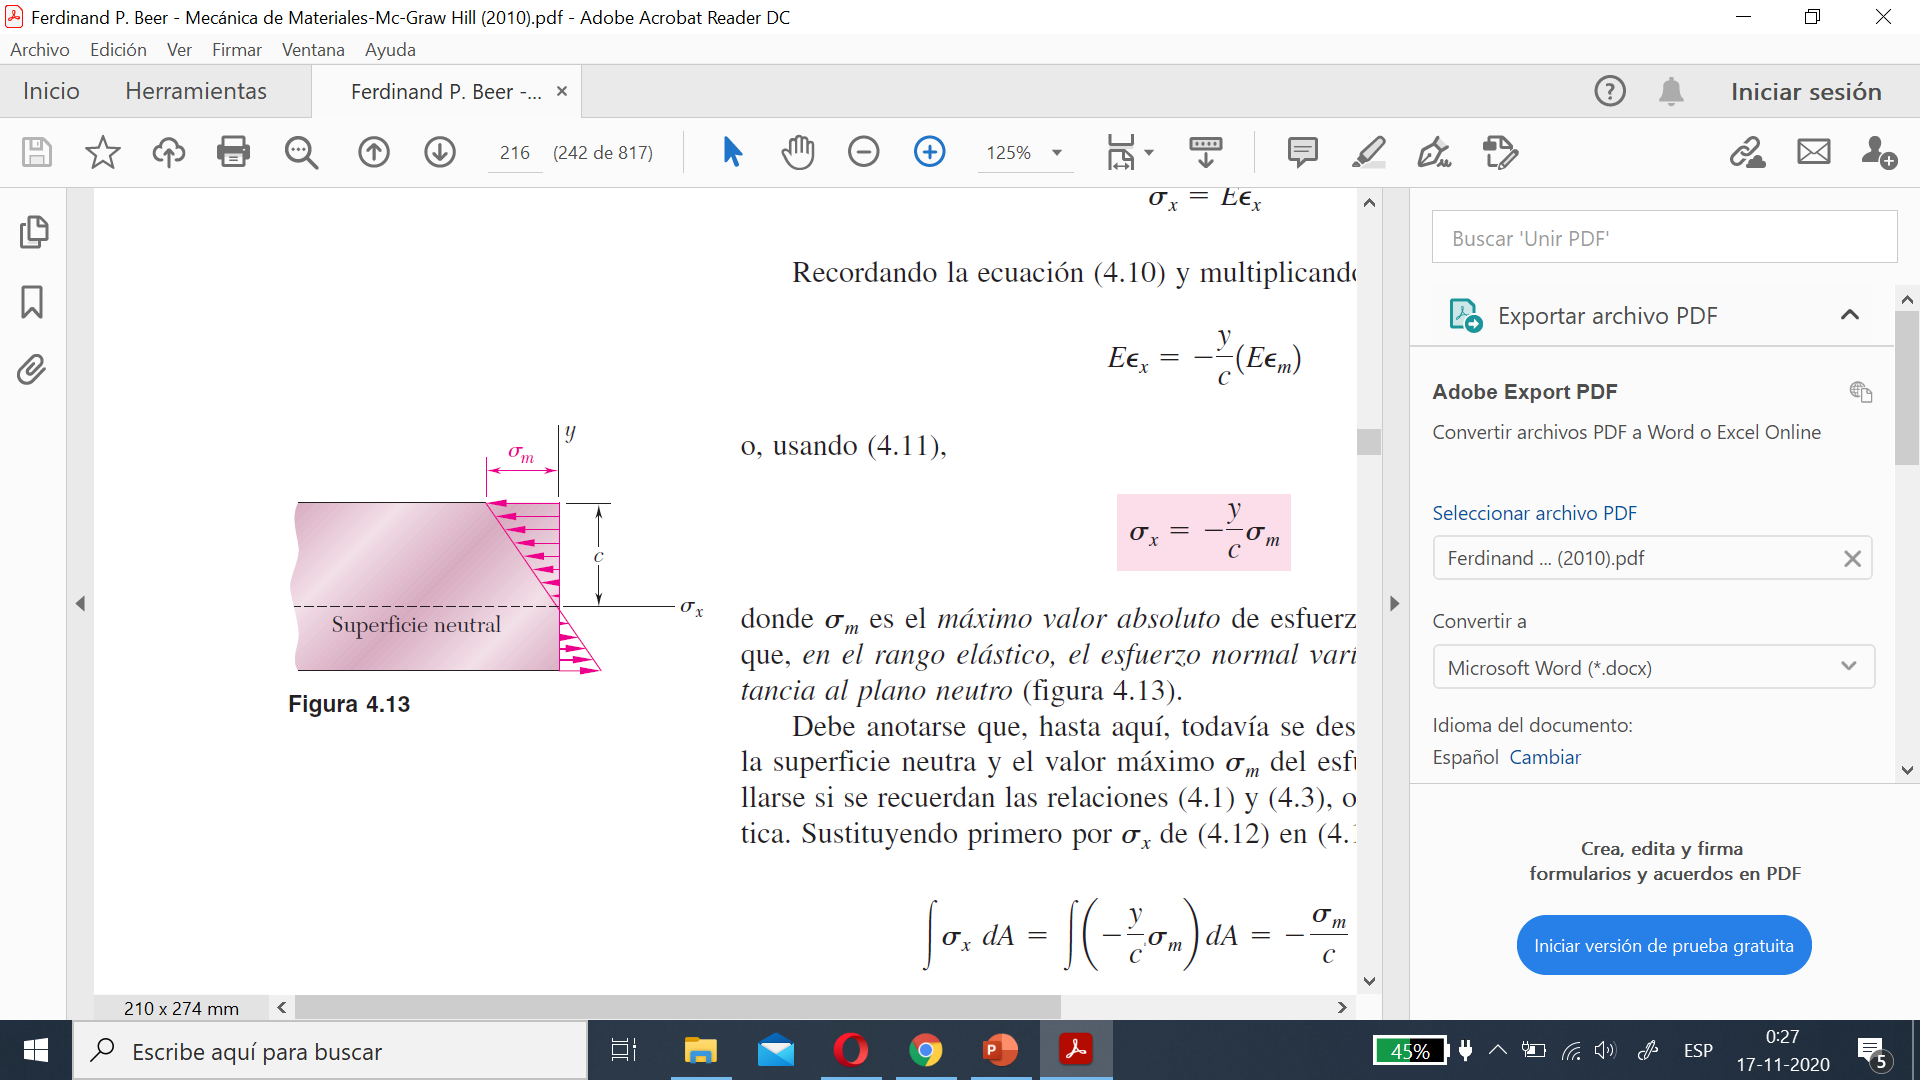 Ferdinand P. Beer - Mecánica de Materiales-Mc-Graw Hill (2010).pdf - Adobe Acrobat Reader DC
Archivo Edición Ver Firmar Ventana Ayuda
Inicio Herramientas Ferdinand P. Beer -... × Iniciar sesión
216 (242 de 817) 125%
σx = Eϵx
Recordando la ecuación (4.10) y multiplicando
Eϵx = −y/c(Eϵm)
o, usando (4.11),
σx = −y/c σm
donde σm es el máximo valor absoluto de esfuerz
que, en el rango elástico, el esfuerzo normal varí
tancia al plano neutro (figura 4.13).
Debe anotarse que, hasta aquí, todavía se des
la superficie neutra y el valor máximo σm del esfu
llarse si se recuerdan las relaciones (4.1) y (4.3), o
tica. Sustituyendo primero por σx de (4.12) en (4.1
∫σx dA = ∫(−y/c σm) dA = −σm/c
y
σm
c
σx
Superficie neutral
Figura 4.13
210 x 274 mm
Buscar 'Unir PDF'
Exportar archivo PDF
Adobe Export PDF
Convertir archivos PDF a Word o Excel Online
Seleccionar archivo PDF
Ferdinand ... (2010).pdf
Convertir a
Microsoft Word (*.docx)
Idioma del documento:
Español Cambiar
Crea, edita y firma
formularios y acuerdos en PDF
Iniciar versión de prueba gratuita
Escribe aquí para buscar
45%
ESP
0:27
17-11-2020
5